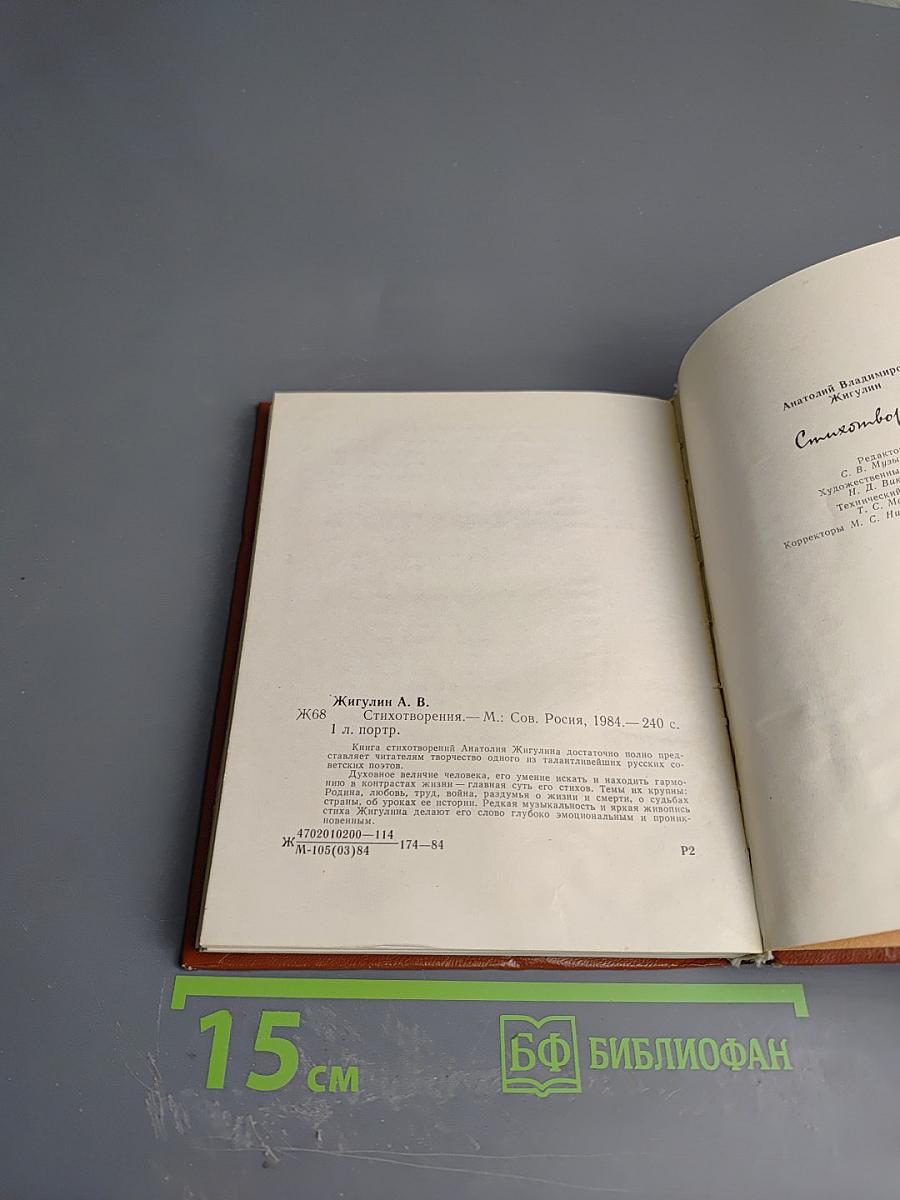 Жигулин А. В.
Ж68 Стихотворения.— М.: Сов. Росия, 1984.— 240 с.
1 л. портр.
Книга стихотворений Анатолия Жигулина достаточно полно пред-
ставляет читателям творчество одного из талантливейших русских со-
ветских поэтов.
Духовное величие человека, его умение искать и находить гармо-
нию в контрастах жизни — главная суть его стихов. Темы их крупны:
Родина, любовь, труд, война, раздумья о жизни и смерти, о судьбах
страны, об уроках ее истории. Редкая музыкальность и яркая живопись
стиха Жигулина делают его слово глубоко эмоциональным и проник-
новенным.
Ж 4702010200—114
М-105(03)84 174—84
Р2
Анатолий Владимиро
Жигулин
Стихотвор
Редакто
С. В. Музы
Художественны
Н. Д. Вик
Технический
Т. С. М
Корректоры М. С. Ни
15 см
БФ БИБЛИОФАН